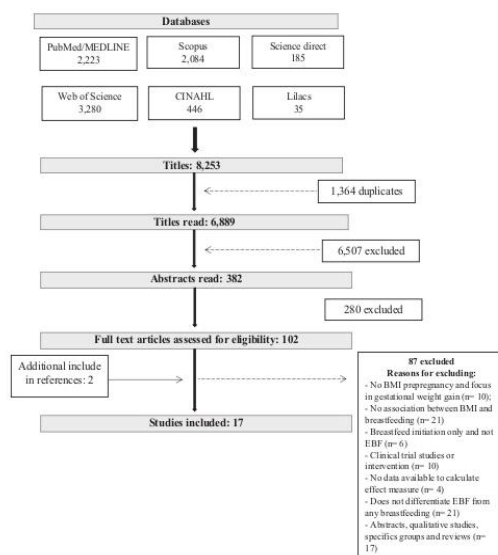 Databases
PubMed/MEDLINE
2,223
Scopus
2,084
Science direct
185
Web of Science
3,280
CINAHL
446
Lilacs
35
Titles: 8,253
1,364 duplicates
Titles read: 6,889
6,507 excluded
Abstracts read: 382
280 excluded
Full text articles assessed for eligibility: 102
Additional include
in references: 2
87 excluded
Reasons for excluding:
- No BMI prepregnancy and focus
in gestational weight gain (n= 10);
- No association between BMI and
breastfeeding (n= 21)
- Breastfeed initiation only and not
EBF (n= 6)
- Clinical trial studies or
intervention (n= 10)
- No data available to calculate
effect measure (n= 4)
- Does not differentiate EBF from
any breastfeeding (n= 21)
- Abstracts, qualitative studies,
specifics groups and reviews (n=
17)
Studies included: 17